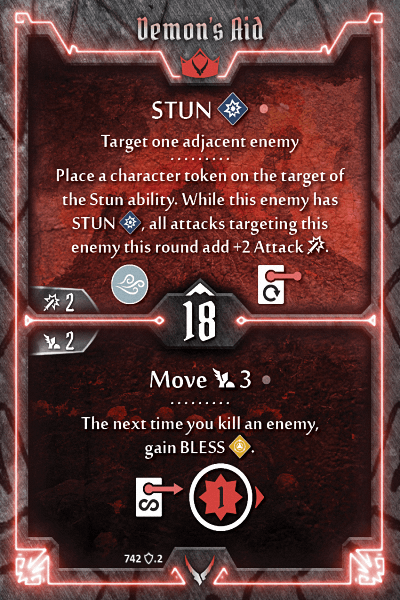 Demon's Aid
STUN
Target one adjacent enemy
Place a character token on the target of
the Stun ability. While this enemy has
STUN, all attacks targeting this
enemy this round add +2 Attack.
2
18
2
Move 3
The next time you kill an enemy,
gain BLESS.
1
742 .2